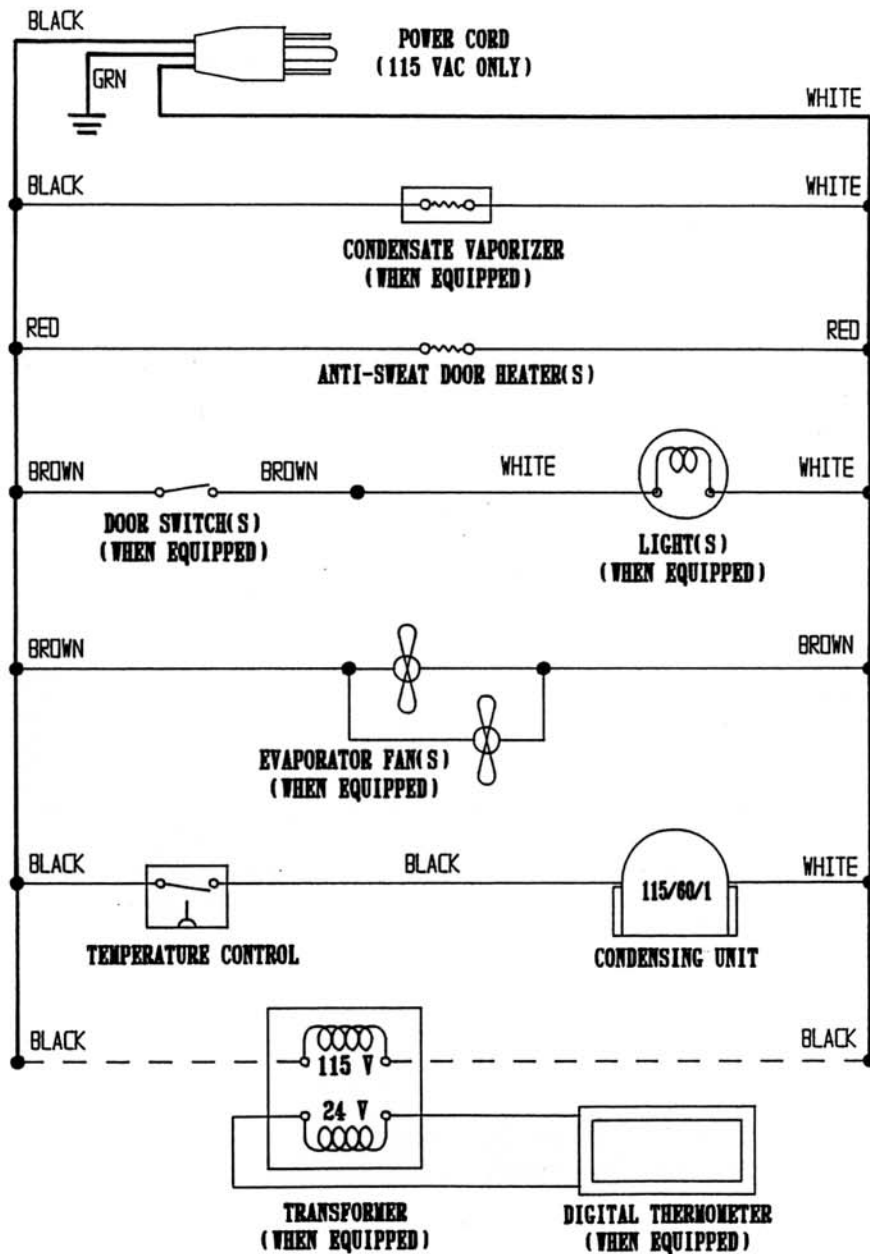 BLACK
POWER CORD
(115 VAC ONLY)
GRN
WHITE
BLACK
WHITE
CONDENSATE VAPORIZER
(WHEN EQUIPPED)
RED
RED
ANTI-SWEAT DOOR HEATER(S)
BROWN
BROWN
WHITE
WHITE
DOOR SWITCH(S)
(WHEN EQUIPPED)
LIGHT(S)
(WHEN EQUIPPED)
BROWN
BROWN
EVAPORATOR FAN(S)
(WHEN EQUIPPED)
BLACK
BLACK
WHITE
115/60/1
TEMPERATURE CONTROL
CONDENSING UNIT
BLACK
BLACK
115 V
24 V
TRANSFORMER
(WHEN EQUIPPED)
DIGITAL THERMOMETER
(WHEN EQUIPPED)